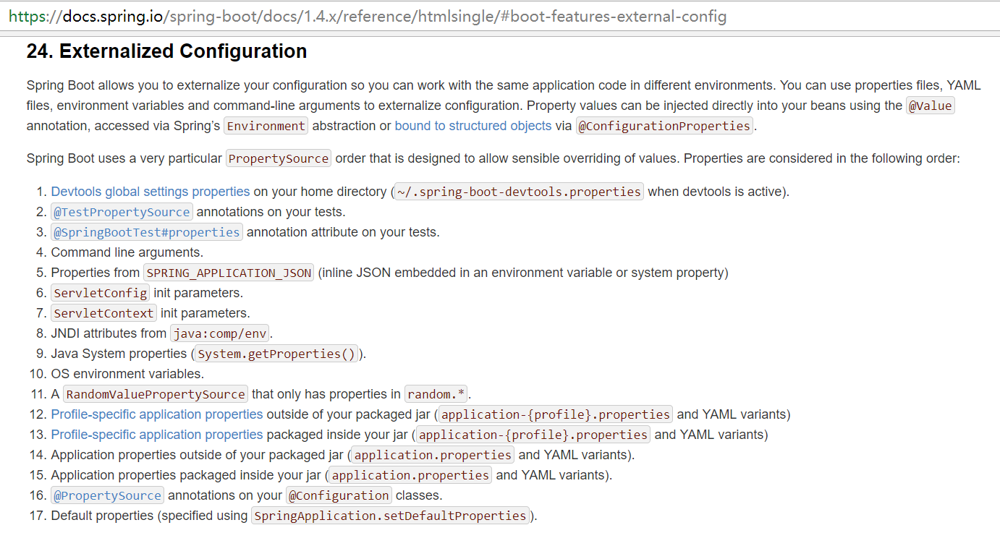 https://docs.spring.io/spring-boot/docs/1.4.x/reference/htmlsingle/#boot-features-external-config
24. Externalized Configuration
Spring Boot allows you to externalize your configuration so you can work with the same application code in different environments. You can use properties files, YAML
files, environment variables and command-line arguments to externalize configuration. Property values can be injected directly into your beans using the @Value
annotation, accessed via Spring’s Environment abstraction or bound to structured objects via @ConfigurationProperties.
Spring Boot uses a very particular PropertySource order that is designed to allow sensible overriding of values. Properties are considered in the following order:
1. Devtools global settings properties on your home directory (~/.spring-boot-devtools.properties when devtools is active).
2. @TestPropertySource annotations on your tests.
3. @SpringBootTest#properties annotation attribute on your tests.
4. Command line arguments.
5. Properties from SPRING_APPLICATION_JSON (inline JSON embedded in an environment variable or system property)
6. ServletConfig init parameters.
7. ServletContext init parameters.
8. JNDI attributes from java:comp/env.
9. Java System properties (System.getProperties()).
10. OS environment variables.
11. A RandomValuePropertySource that only has properties in random.*.
12. Profile-specific application properties outside of your packaged jar (application-{profile}.properties and YAML variants)
13. Profile-specific application properties packaged inside your jar (application-{profile}.properties and YAML variants)
14. Application properties outside of your packaged jar (application.properties and YAML variants).
15. Application properties packaged inside your jar (application.properties and YAML variants).
16. @PropertySource annotations on your @Configuration classes.
17. Default properties (specified using SpringApplication.setDefaultProperties).